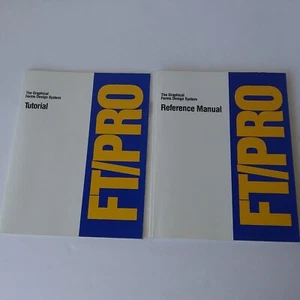 The Graphical
Forms Design System
Tutorial
FT/PRO
The Graphical
Forms Design System
Reference Manual
FT/PRO